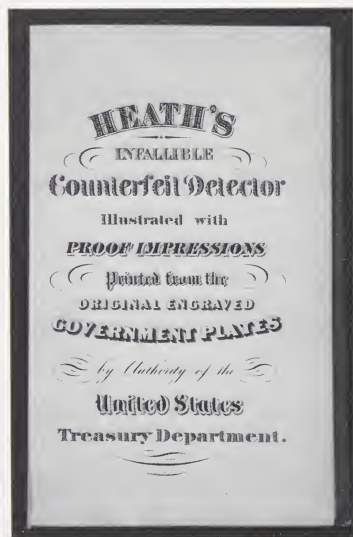 HEATH'S
INFALLIBLE
Counterfeit Detector
Illustrated with
PROOF IMPRESSIONS
Printed from the
ORIGINAL ENGRAVED
GOVERNMENT PLATES
by Authority of the
United States
Treasury Department.